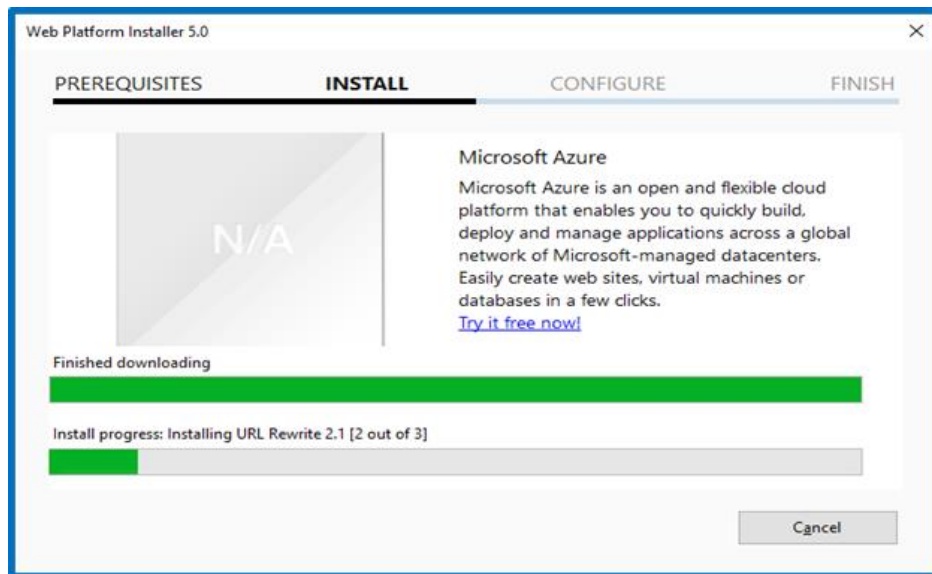 Web Platform Installer 5.0
PREREQUISITES INSTALL CONFIGURE FINISH
N/A
Microsoft Azure
Microsoft Azure is an open and flexible cloud
platform that enables you to quickly build,
deploy and manage applications across a global
network of Microsoft-managed datacenters.
Easily create web sites, virtual machines or
databases in a few clicks.
Try it free now!
Finished downloading
Install progress: Installing URL Rewrite 2.1 [2 out of 3]
Cancel